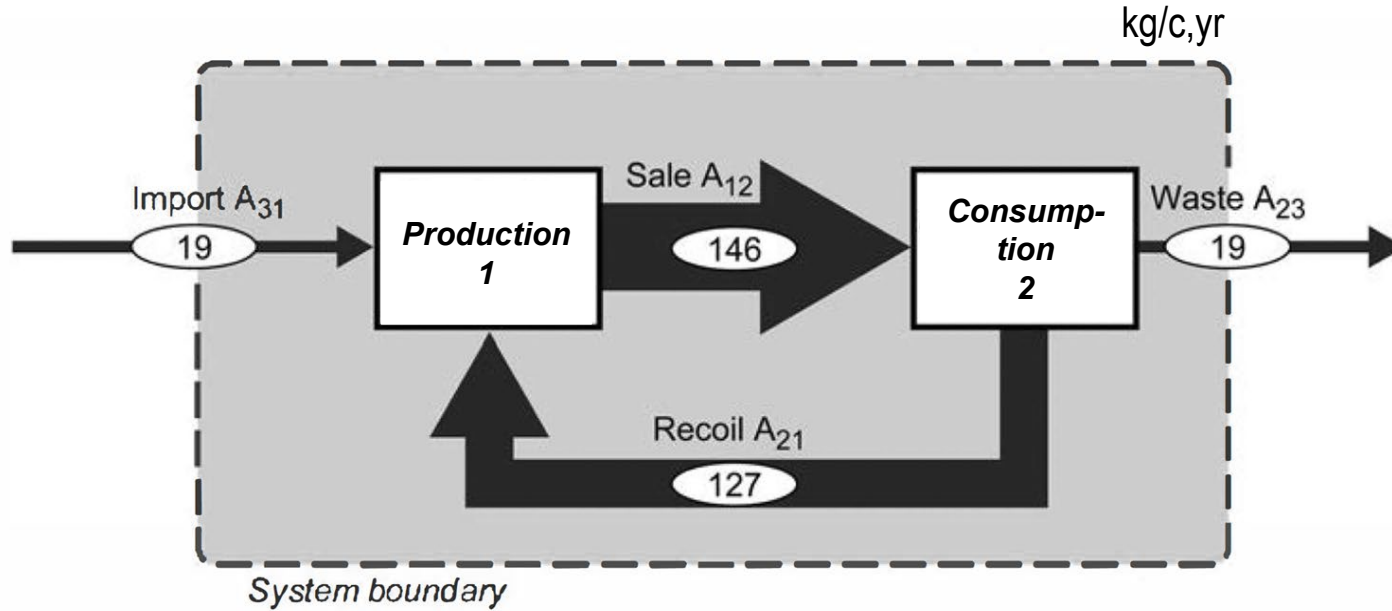 kg/c,yr
Import A31
19
Production
1
Sale A12
146
Consump-
tion
2
Waste A23
19
Recoil A21
127
System boundary